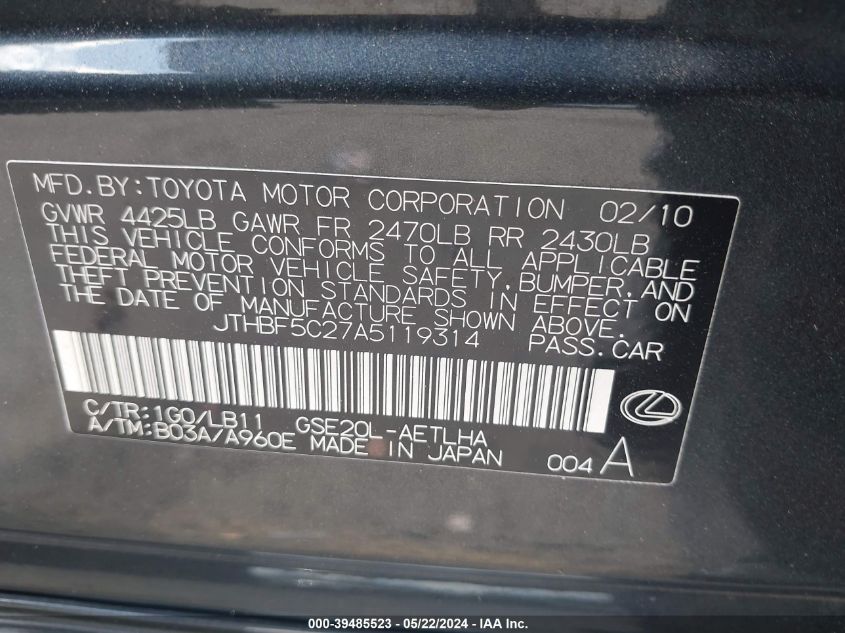 MFD.BY:TOYOTA MOTOR CORPORATION 02/10
GVWR 4425LB GAWR FR 2470LB RR 2430LB
THIS VEHICLE CONFORMS TO ALL APPLICABLE
FEDERAL MOTOR VEHICLE SAFETY,BUMPER,AND
THEFT PREVENTION STANDARDS IN EFFECT ON
THE DATE OF MANUFACTURE SHOWN ABOVE.
JTHBF5C27A5119314 PASS.CAR
C/TR:1G0/LB11 GSE20L-AETLHA
A/TM:B03A/A960E MADE IN JAPAN 004 A
000-39485523 - 05/22/2024 - IAA Inc.